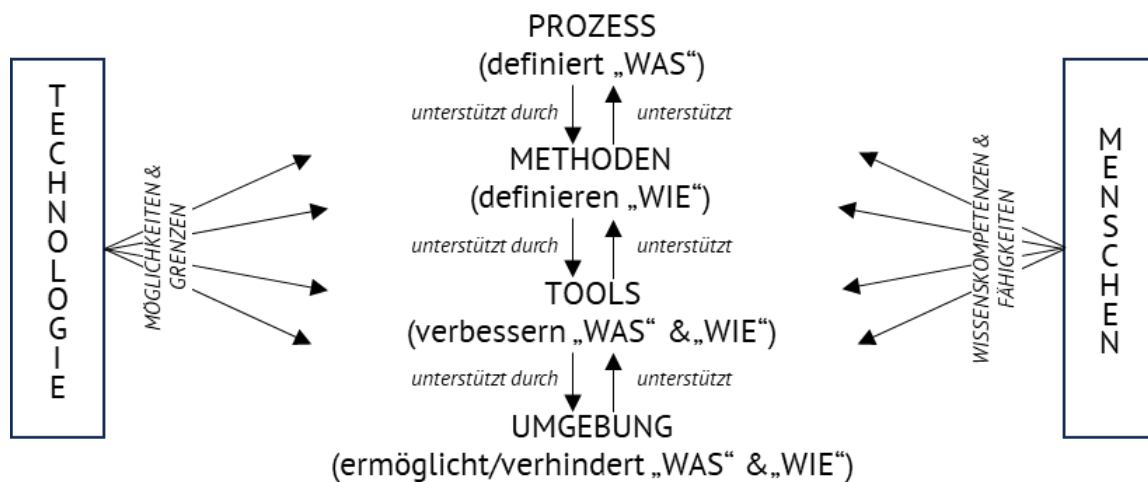 PROZESS
(definiert „WAS“)
unterstützt durch
unterstützt
METHODEN
(definieren „WIE“)
unterstützt durch
unterstützt
TOOLS
(verbessern „WAS“ &„WIE“)
unterstützt durch
unterstützt
UMGEBUNG
(ermöglicht/verhindert „WAS“ &„WIE“)
TECHNOLOGIE
MÖGLICHKEITEN &
GRENZEN
WISSENSKOMPETENZEN &
FÄHIGKEITEN
MENSCHEN